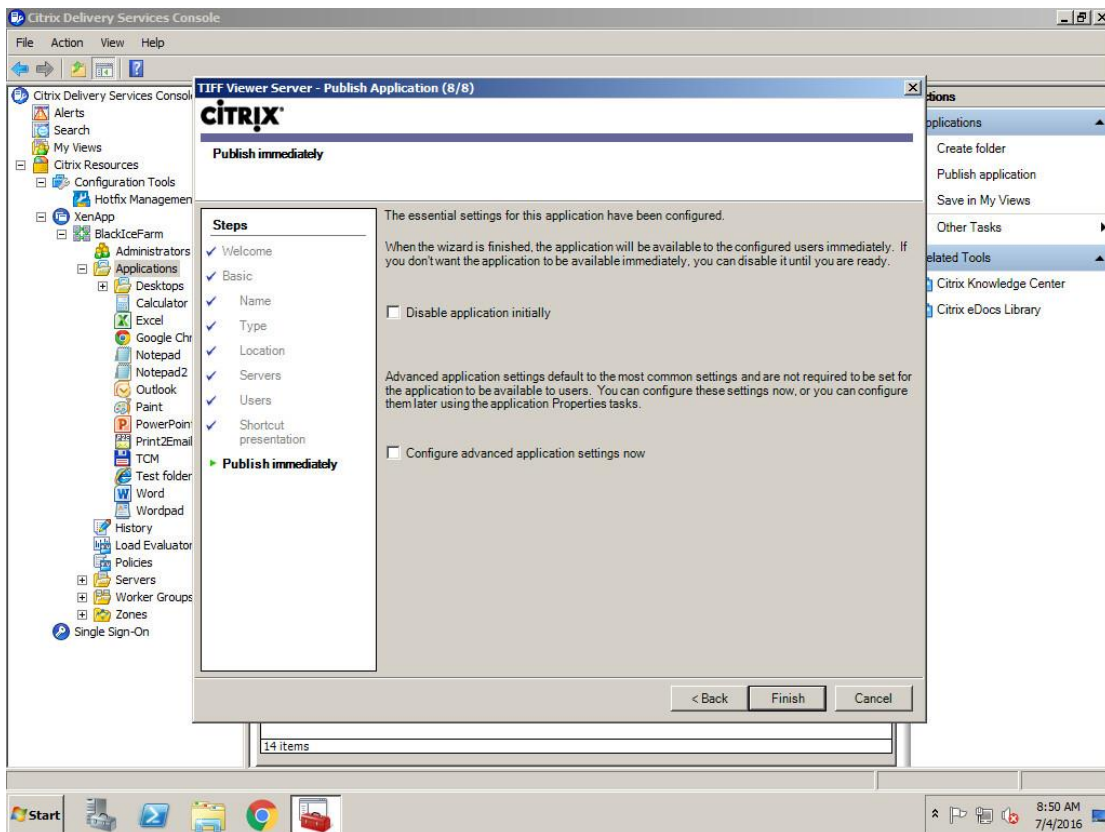 Citrix Delivery Services Console
File Action View Help
Citrix Delivery Services Consol
Alerts
Search
My Views
Citrix Resources
Configuration Tools
Hotfix Managemen
XenApp
BlackIceFarm
Administrators
Applications
Desktops
Calculator
Excel
Google Chr
Notepad
Notepad2
Outlook
Paint
PowerPoin
Print2Email
TCM
Test folder
Word
Wordpad
History
Load Evaluator
Policies
Servers
Worker Groups
Zones
Single Sign-On
TIFF Viewer Server - Publish Application (8/8)
CİTRIX®
Publish immediately
Steps
Welcome
Basic
Name
Type
Location
Servers
Users
Shortcut
presentation
Publish immediately
The essential settings for this application have been configured.
When the wizard is finished, the application will be available to the configured users immediately. If
you don't want the application to be available immediately, you can disable it until you are ready.
Disable application initially
Advanced application settings default to the most common settings and are not required to be set for
the application to be available to users. You can configure these settings now, or you can configure
them later using the application Properties tasks.
Configure advanced application settings now
< Back Finish Cancel
14 items
ctions
pplications
Create folder
Publish application
Save in My Views
Other Tasks
elated Tools
Citrix Knowledge Center
Citrix eDocs Library
Start
8:50 AM
7/4/2016